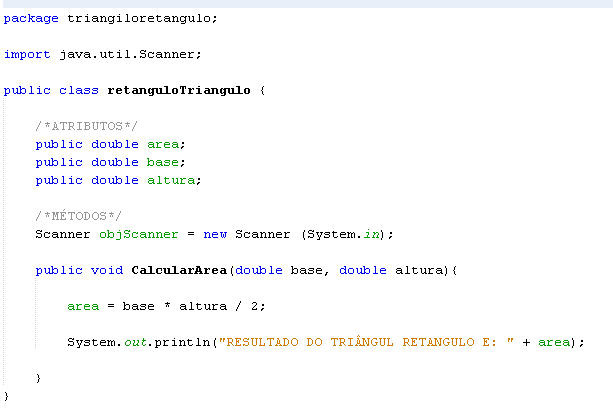 package triangiloretangulo;
import java.util.Scanner;
public class retanguloTriangulo {
/*ATRIBUTOS*/
public double area;
public double base;
public double altura;
/*MÉTODOS*/
Scanner objScanner = new Scanner (System.in);
public void CalcularArea(double base, double altura){
area = base * altura / 2;
System.out.println("RESULTADO DO TRIÂNGUL RETANGULO E: " + area);
}
}